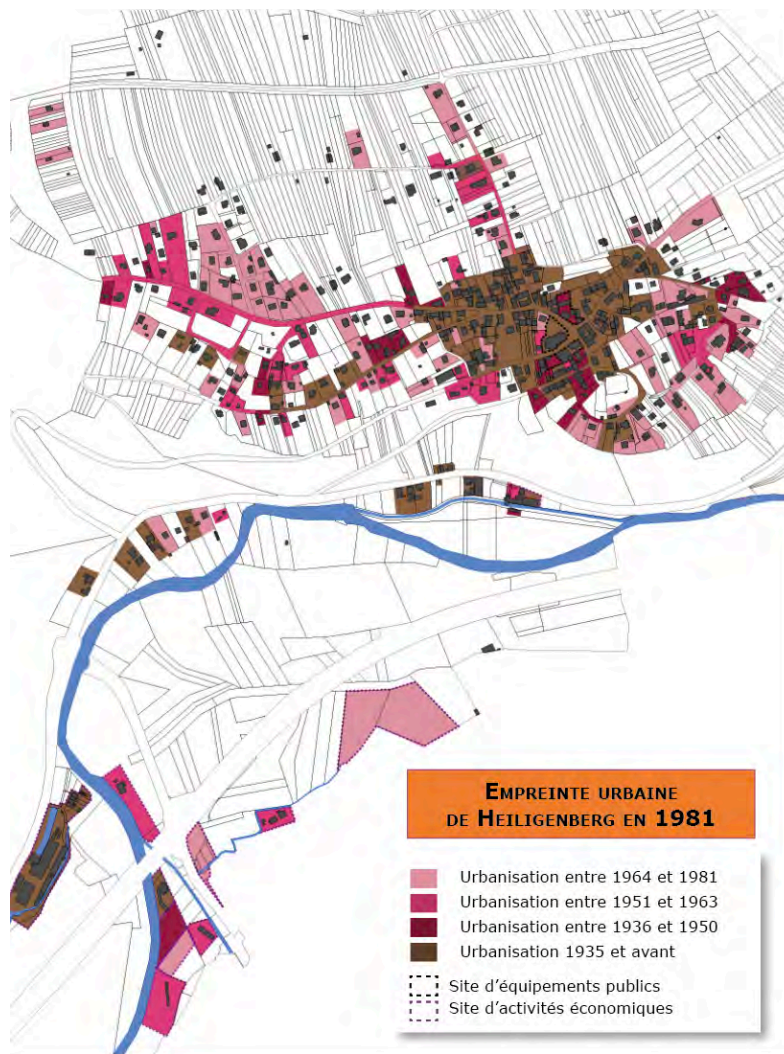 EMPREINTE URBAINE
DE HEILIGENBERG EN 1981
Urbanisation entre 1964 et 1981
Urbanisation entre 1951 et 1963
Urbanisation entre 1936 et 1950
Urbanisation 1935 et avant
Site d'équipements publics
Site d'activités économiques